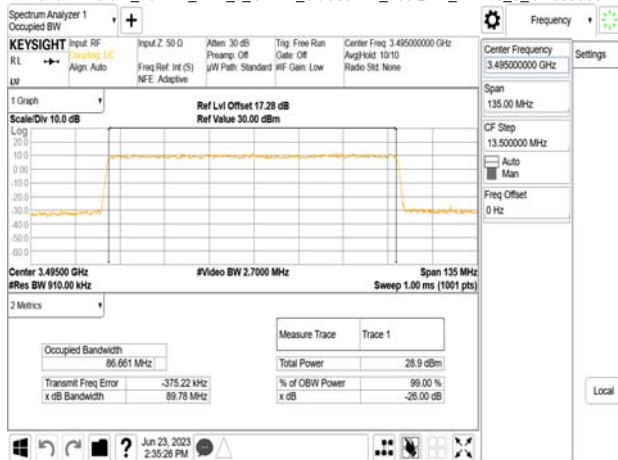 Spectrum Analyzer 1
Occupied BW
Frequency
KEYSIGHT
RL
Input: RF
Coupling: DC
Align: Auto
Input Z: 50 Ω
Freq Ref: Int (S)
NFE: Adaptive
Atten: 30 dB
Preamp: Off
µW Path: Standard
Trig: Free Run
Gate: Off
#IF Gain: Low
Center Freq: 3.495000000 GHz
Avg|Hold: 10/10
Radio Std: None
1 Graph
Scale/Div 10.0 dB
Ref Lvl Offset 17.28 dB
Ref Value 30.00 dBm
Log
20.0
10.0
0.00
-10.0
-20.0
-30.0
-40.0
-50.0
-60.0
Center 3.49500 GHz
#Res BW 910.00 kHz
#Video BW 2.7000 MHz
Span 135 MHz
Sweep 1.00 ms (1001 pts)
2 Metrics
Measure Trace Trace 1
Occupied Bandwidth
86.661 MHz
Total Power 28.9 dBm
Transmit Freq Error -375.22 kHz
% of OBW Power 99.00 %
x dB Bandwidth 89.78 MHz
x dB -26.00 dB
Center Frequency
3.495000000 GHz
Settings
Span
135.00 MHz
CF Step
13.500000 MHz
Auto
Man
Freq Offset
0 Hz
Local
?
Jun 23, 2023
2:35:26 PM